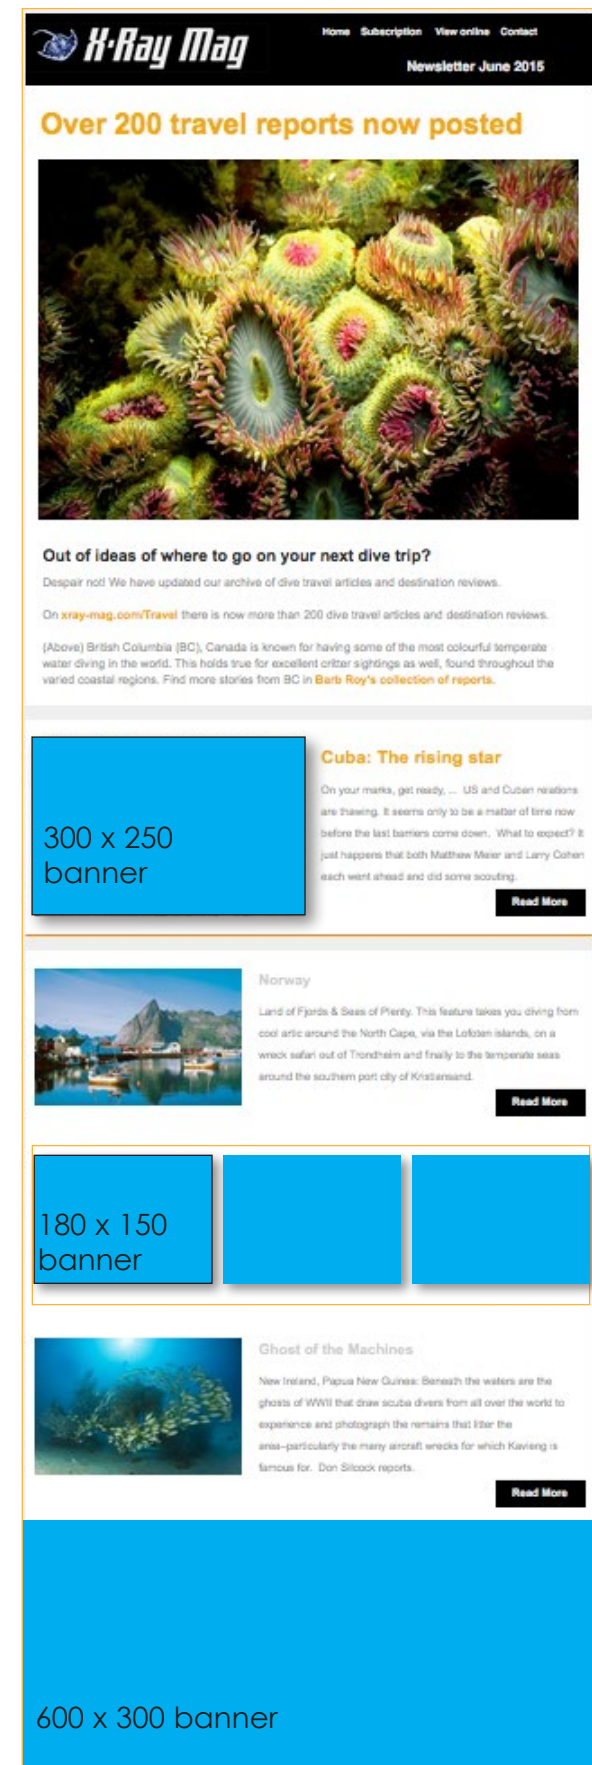 X-Ray Mag
Home Subscription View online Contact
Newsletter June 2015
Over 200 travel reports now posted
Out of ideas of where to go on your next dive trip?
Despair not! We have updated our archive of dive travel articles and destination reviews.
On xray-mag.com/Travel there is now more than 200 dive travel articles and destination reviews.
(Above) British Columbia (BC), Canada is known for having some of the most colourful temperate
water diving in the world. This holds true for excellent critter sightings as well, found throughout the
varied coastal regions. Find more stories from BC in Barb Roy's collection of reports.
300 x 250
banner
Cuba: The rising star
On your marks, get ready, ... US and Cuban relations
are thawing. It seems only to be a matter of time now
before the last barriers come down. What to expect? It
just happens that both Matthew Meier and Larry Cohen
each went ahead and did some scouting.
Read More
Norway
Land of Fjords & Seas of Plenty. This feature takes you diving from
cool artic around the North Cape, via the Lofoten islands, on a
wreck safari out of Trondheim and finally to the temperate seas
around the southern port city of Kristiansand.
Read More
180 x 150
banner
Ghost of the Machines
New Ireland, Papua New Guinea: Beneath the waters are the
ghosts of WWII that draw scuba divers from all over the world to
experience and photograph the remains that litter the
area–particularly the many aircraft wrecks for which Kavieng is
famous for. Don Silcock reports.
Read More
600 x 300 banner